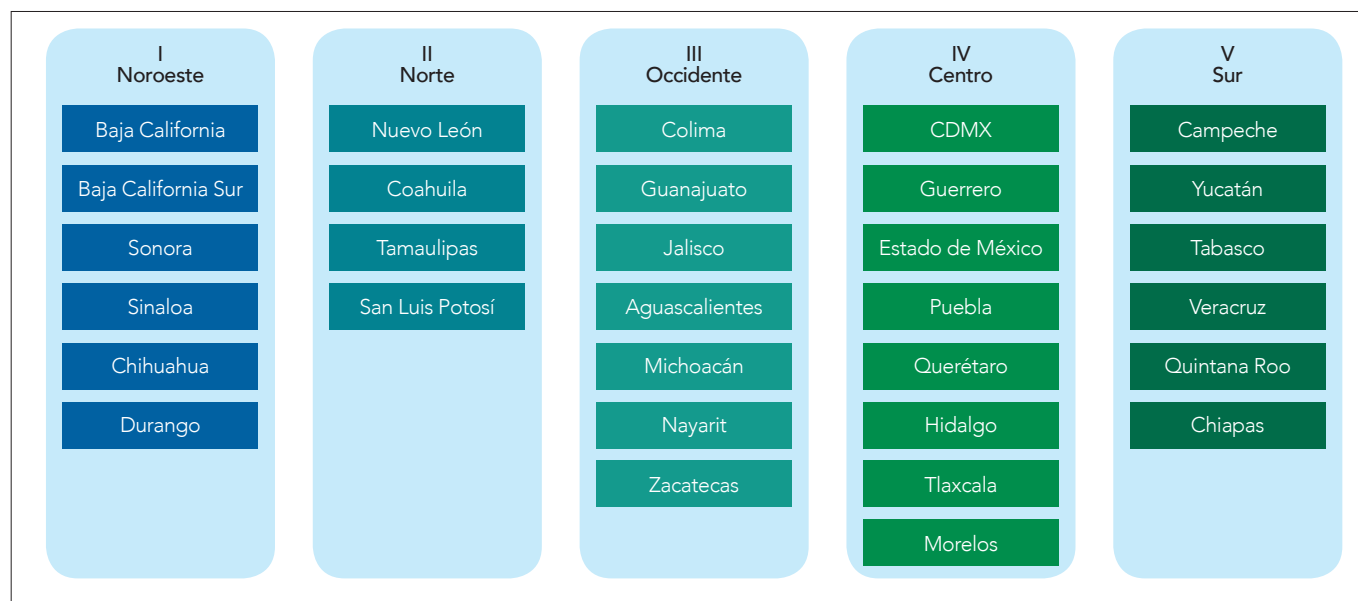 I
Noroeste
Baja California
Baja California Sur
Sonora
Sinaloa
Chihuahua
Durango
II
Norte
Nuevo León
Coahuila
Tamaulipas
San Luis Potosí
III
Occidente
Colima
Guanajuato
Jalisco
Aguascalientes
Michoacán
Nayarit
Zacatecas
IV
Centro
CDMX
Guerrero
Estado de México
Puebla
Querétaro
Hidalgo
Tlaxcala
Morelos
V
Sur
Campeche
Yucatán
Tabasco
Veracruz
Quintana Roo
Chiapas